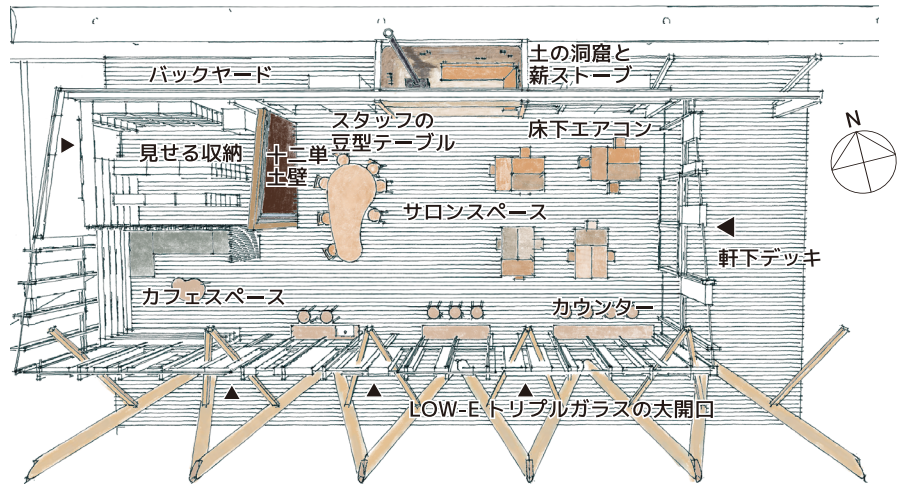 土の洞窟と
薪ストーブ
バックヤード
スタッフの
豆型テーブル
床下エアコン
N
見せる収納
十二単
土壁
サロンスペース
軒下デッキ
カフェスペース
カウンター
LOW-E トリプルガラスの大開口